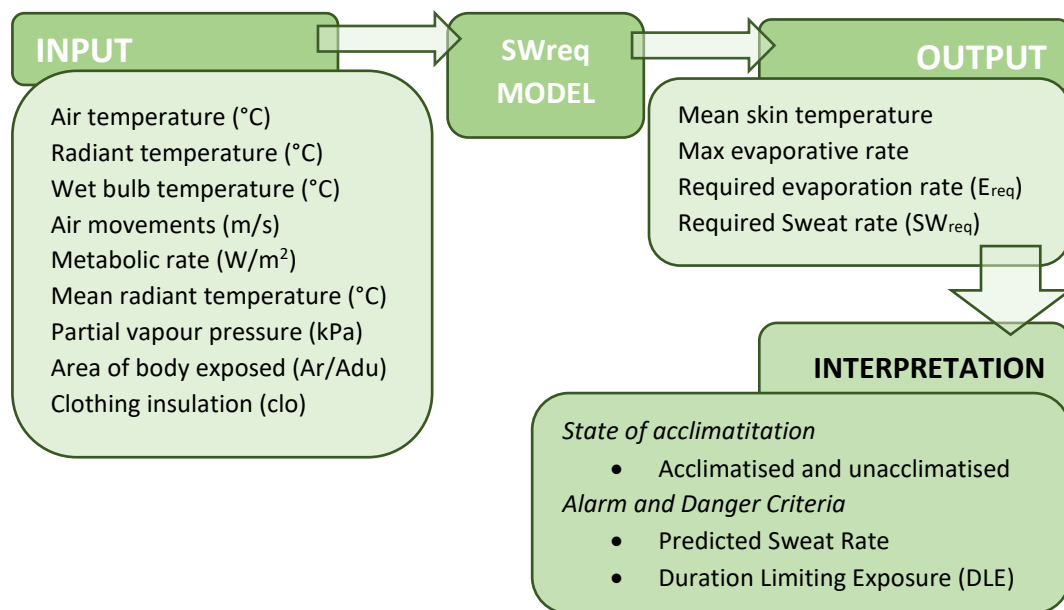 INPUT
Air temperature (°C)
Radiant temperature (°C)
Wet bulb temperature (°C)
Air movements (m/s)
Metabolic rate (W/m²)
Mean radiant temperature (°C)
Partial vapour pressure (kPa)
Area of body exposed (Ar/Adu)
Clothing insulation (clo)
SWreq
MODEL
OUTPUT
Mean skin temperature
Max evaporative rate
Required evaporation rate (Ereq)
Required Sweat rate (SWreq)
INTERPRETATION
State of acclimatitation
• Acclimatised and unacclimatised
Alarm and Danger Criteria
• Predicted Sweat Rate
• Duration Limiting Exposure (DLE)